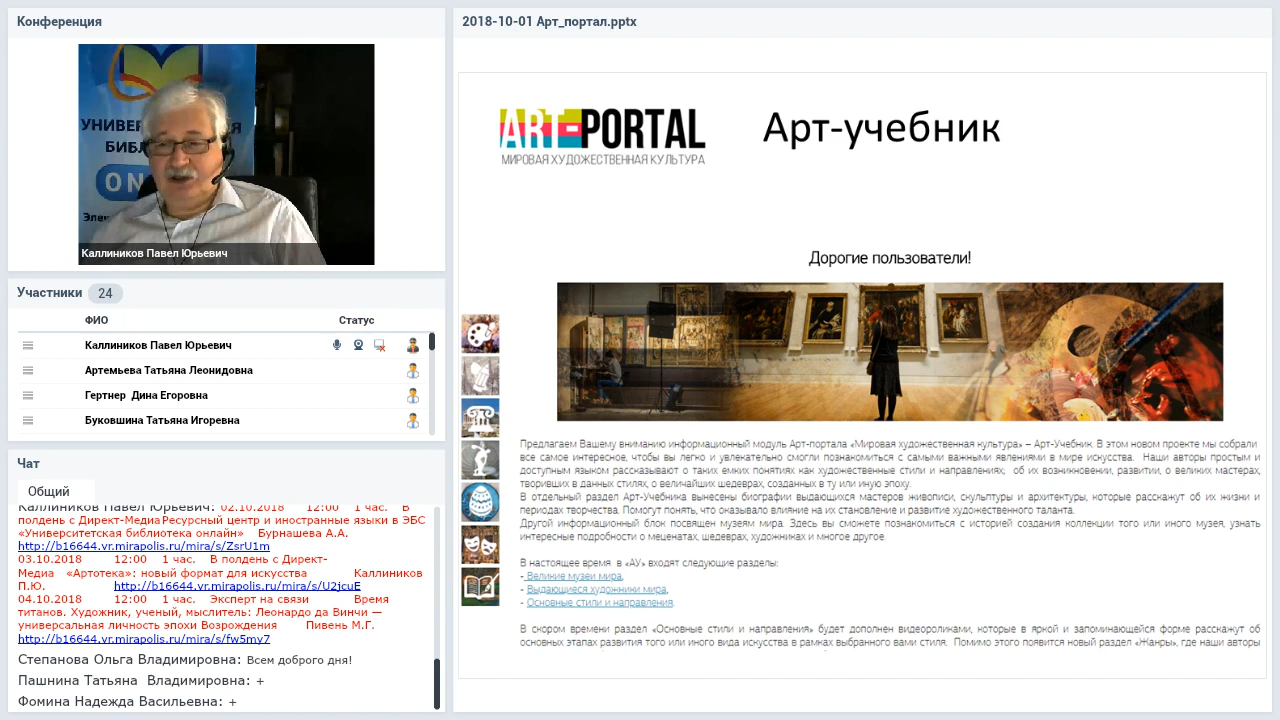 Конференция
УНИВЕР
БИБЛ
ON
Элек
Каллиников Павел Юрьевич
Участники 24
ФИО Статус
Каллиников Павел Юрьевич
Артемьева Татьяна Леонидовна
Гертнер Дина Егоровна
Буковшина Татьяна Игоревна
Чат
Общий
Каллиников Павел Юрьевич: 02.10.2018 12:00 1 час. В
полдень с Директ-Медиа Ресурсный центр и иностранные языки в ЭБС
«Университетская библиотека онлайн» Бурнашева А.А.
http://b16644.vr.mirapolis.ru/mira/s/ZsrU1m
03.10.2018 12:00 1 час. В полдень с Директ-
Медиа «Артотека»: новый формат для искусства Каллиников
П.Ю. http://b16644.vr.mirapolis.ru/mira/s/U2jcuE
04.10.2018 12:00 1 час. Эксперт на связи Время
титанов. Художник, ученый, мыслитель: Леонардо да Винчи —
универсальная личность эпохи Возрождения Пивень М.Г.
http://b16644.vr.mirapolis.ru/mira/s/fw5my7
Степанова Ольга Владимировна: Всем доброго дня!
Пашнина Татьяна Владимировна: +
Фомина Надежда Васильевна: +
2018-10-01 Арт_портал.pptx
ART-PORTAL
МИРОВАЯ ХУДОЖЕСТВЕННАЯ КУЛЬТУРА
Арт-учебник
Дорогие пользователи!
Предлагаем Вашему вниманию информационный модуль Арт-портала «Мировая художественная культура» – Арт-Учебник. В этом новом проекте мы собрали
все самое интересное, чтобы вы легко и увлекательно смогли познакомиться с самыми важными явлениями в мире искусства. Наши авторы простым и
доступным языком рассказывают о таких емких понятиях как художественные стили и направлениях; об их возникновении, развитии, о великих мастерах,
творивших в данных стилях, о величайших шедеврах, созданных в ту или иную эпоху.
В отдельный раздел Арт-Учебника вынесены биографии выдающихся мастеров живописи, скульптуры и архитектуры, которые расскажут об их жизни и
периодах творчества. Помогут понять, что оказывало влияние на их становление и развитие художественного таланта.
Другой информационный блок посвящен музеям мира. Здесь вы сможете познакомиться с историей создания коллекции того или иного музея, узнать
интересные подробности о меценатах, шедеврах, художниках и многое другое.
В настоящее время в «АУ» входят следующие разделы:
- Великие музеи мира,
- Выдающиеся художники мира,
- Основные стили и направления.
В скором времени раздел «Основные стили и направления» будет дополнен видеороликами, которые в яркой и запоминающейся форме расскажут об
основных этапах развития того или иного вида искусства в рамках выбранного вами стиля. Помимо этого появится новый раздел «Жанры», где наши авторы